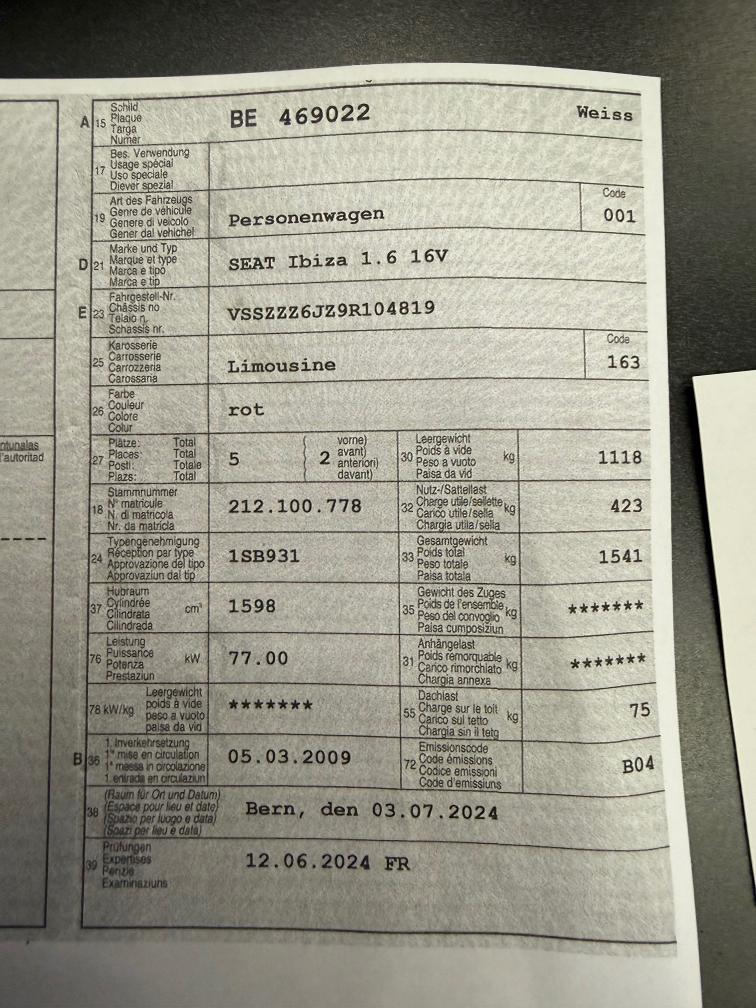 A 15 Schild
Plaque
Targa
Numer
BE 469022 Weiss
17 Bes. Verwendung
Usage spécial
Uso speciale
Diever spezial
19 Art des Fahrzeugs
Genre de véhicule
Genere di veicolo
Gener dal vehichel
Personenwagen
Code
001
D 21 Marke und Typ
Marque et type
Marca e tipo
Marca e tip
SEAT Ibiza 1.6 16V
E 23 Fahrgestell-Nr.
Châssis no
Telaio n.
Schassis nr.
VSSZZZ6JZ9R104819
25 Karosserie
Carrosserie
Carrozzeria
Carossaria
Limousine
Code
163
26 Farbe
Couleur
Colore
Colur
rot
27 Plätze: Total
Places: Total
Posti: Totale
Plazs: Total
5
2 vorne)
avant)
anteriori)
davant)
30 Leergewicht
Poids à vide
Peso a vuoto
Paisa da vid
kg
1118
18 Stammnummer
N° matricule
N. di matricola
Nr. da matricla
212.100.778
32 Nutz-/Sattellast
Charge utile/sellette
Carico utile/sella
Chargia utila/sella
kg
423
24 Typengenehmigung
Réception par type
Approvazione del tipo
Approvaziun dal tip
1SB931
33 Gesamtgewicht
Poids total
Peso totale
Paisa totala
kg
1541
37 Hubraum
Cylindrée
Cilindrata
Cilindrada
cm³
1598
35 Gewicht des Zuges
Poids de l'ensemble
Peso del convoglio
Paisa cumposiziun
kg
*******
76 Leistung
Puissance
Potenza
Prestaziun
kW
77.00
31 Anhängelast
Poids remorquable
Carico rimorchiato
Chargia annexa
kg
*******
78 kW/kg Leergewicht
poids à vide
peso a vuoto
paisa da vid
*******
55 Dachlast
Charge sur le toit
Carico sul tetto
Chargia sin il tetg
kg
75
B 36 1. Inverkehrsetzung
1re mise en circulation
1a messa in circolazione
1. entrada en circulaziun
05.03.2009
72 Emissionscode
Code émissions
Codice emissioni
Code d'emissiuns
B04
38 (Raum für Ort und Datum)
(Espace pour lieu et date)
(Spazio per luogo e data)
(Spazi per lieu e data)
Bern, den 03.07.2024
39 Prüfungen
Expertises
Perizie
Examinaziuns
12.06.2024 FR
ntunalas
l'autoritad